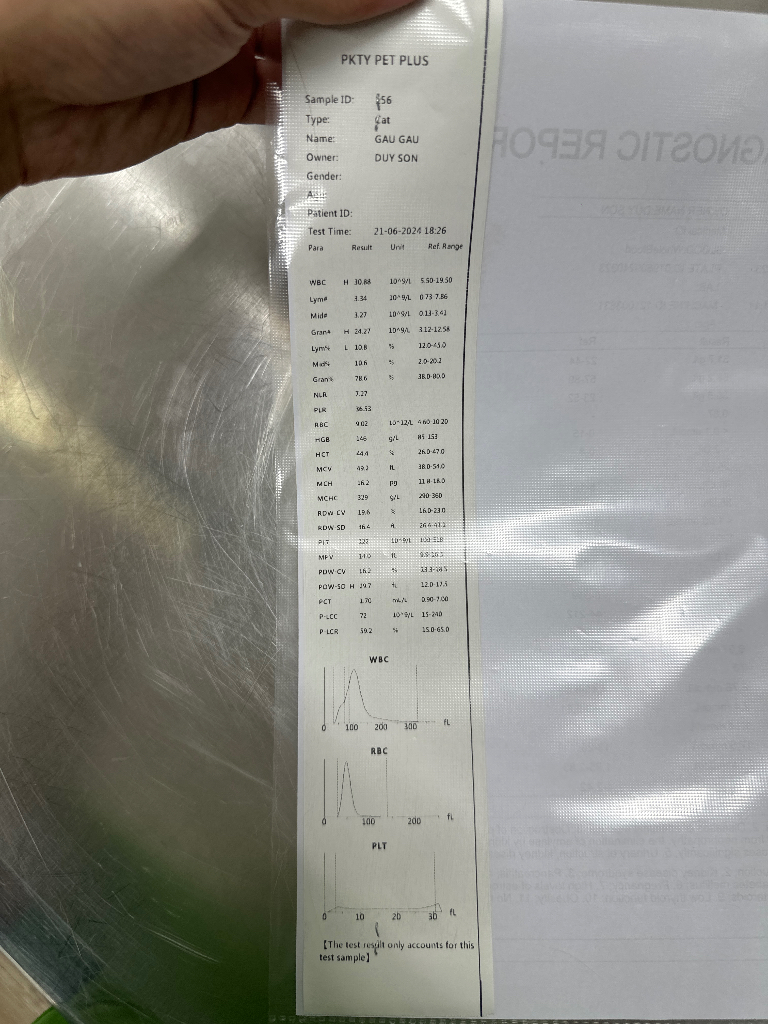 PKTY PET PLUS
Sample ID: 356
Type: Cat
Name: GAU GAU
Owner: DUY SON
Gender:
Age:
Patient ID:
Test Time: 21-06-2024 18:26
Para Result Unit Ref. Range
WBC H 30.88 10^9/L 5.50-19.50
Lym# 3.34 10^9/L 0.73-7.86
Mid# 3.27 10^9/L 0.13-3.41
Gran# H 24.27 10^9/L 3.12-12.58
Lym% L 10.8 % 12.0-45.0
Mid% 10.6 % 2.0-20.2
Gran% 78.6 % 38.0-80.0
NLR 7.27
PLR 36.53
RBC 9.02 10^12/L 4.60-10.20
HGB 146 g/L 85-153
HCT 44.4 % 26.0-47.0
MCV 49.2 fL 38.0-54.0
MCH 16.2 pg 11.8-18.0
MCHC 329 g/L 290-360
RDW-CV 19.6 % 16.0-23.0
RDW-SD fL
PLT 122 10^9/L 100-518
MPV 14.0 fL
PDW-CV 16.2 % 13.3-18.5
PDW-SD H 19.7 fL 12.0-17.5
PCT 1.70 mL/L 0.90-7.00
P-LCC 72 10^9/L 15-240
P-LCR 59.2 % 15.0-65.0
WBC
0 100 200 300 fL
RBC
0 100 200 fL
PLT
0 10 20 30 fL
【The test result only accounts for this
test sample】